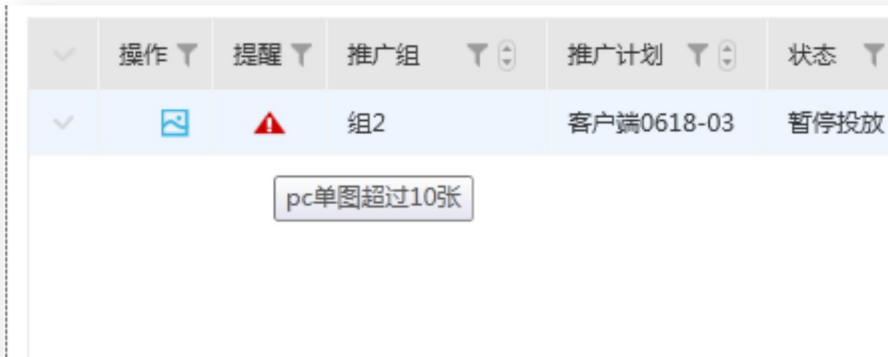 操作 提醒 推广组 推广计划 状态
组2 客户端0618-03 暂停投放
pc单图超过10张